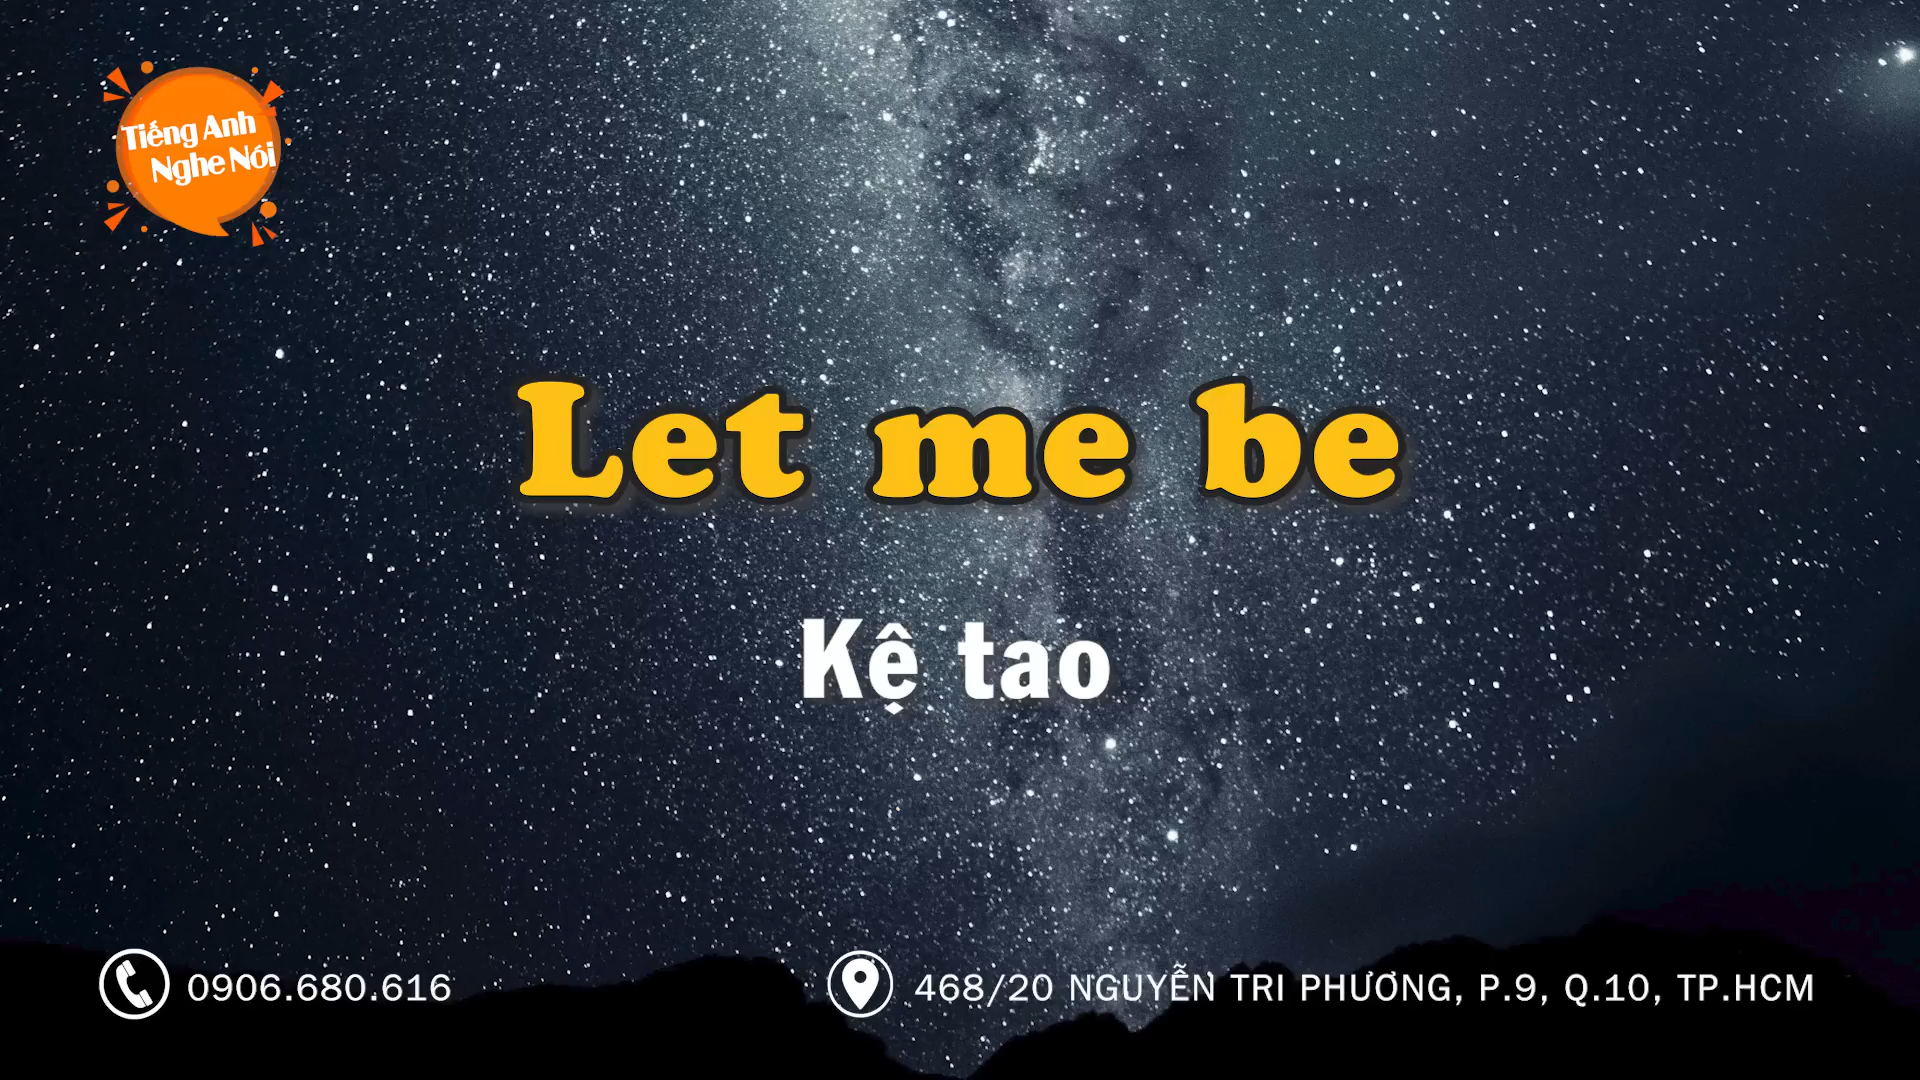 Tiếng Anh
Nghe Nói
Let me be
Kệ tao
0906.680.616
468/20 NGUYỄN TRI PHƯƠNG, P.9, Q.10, TP.HCM